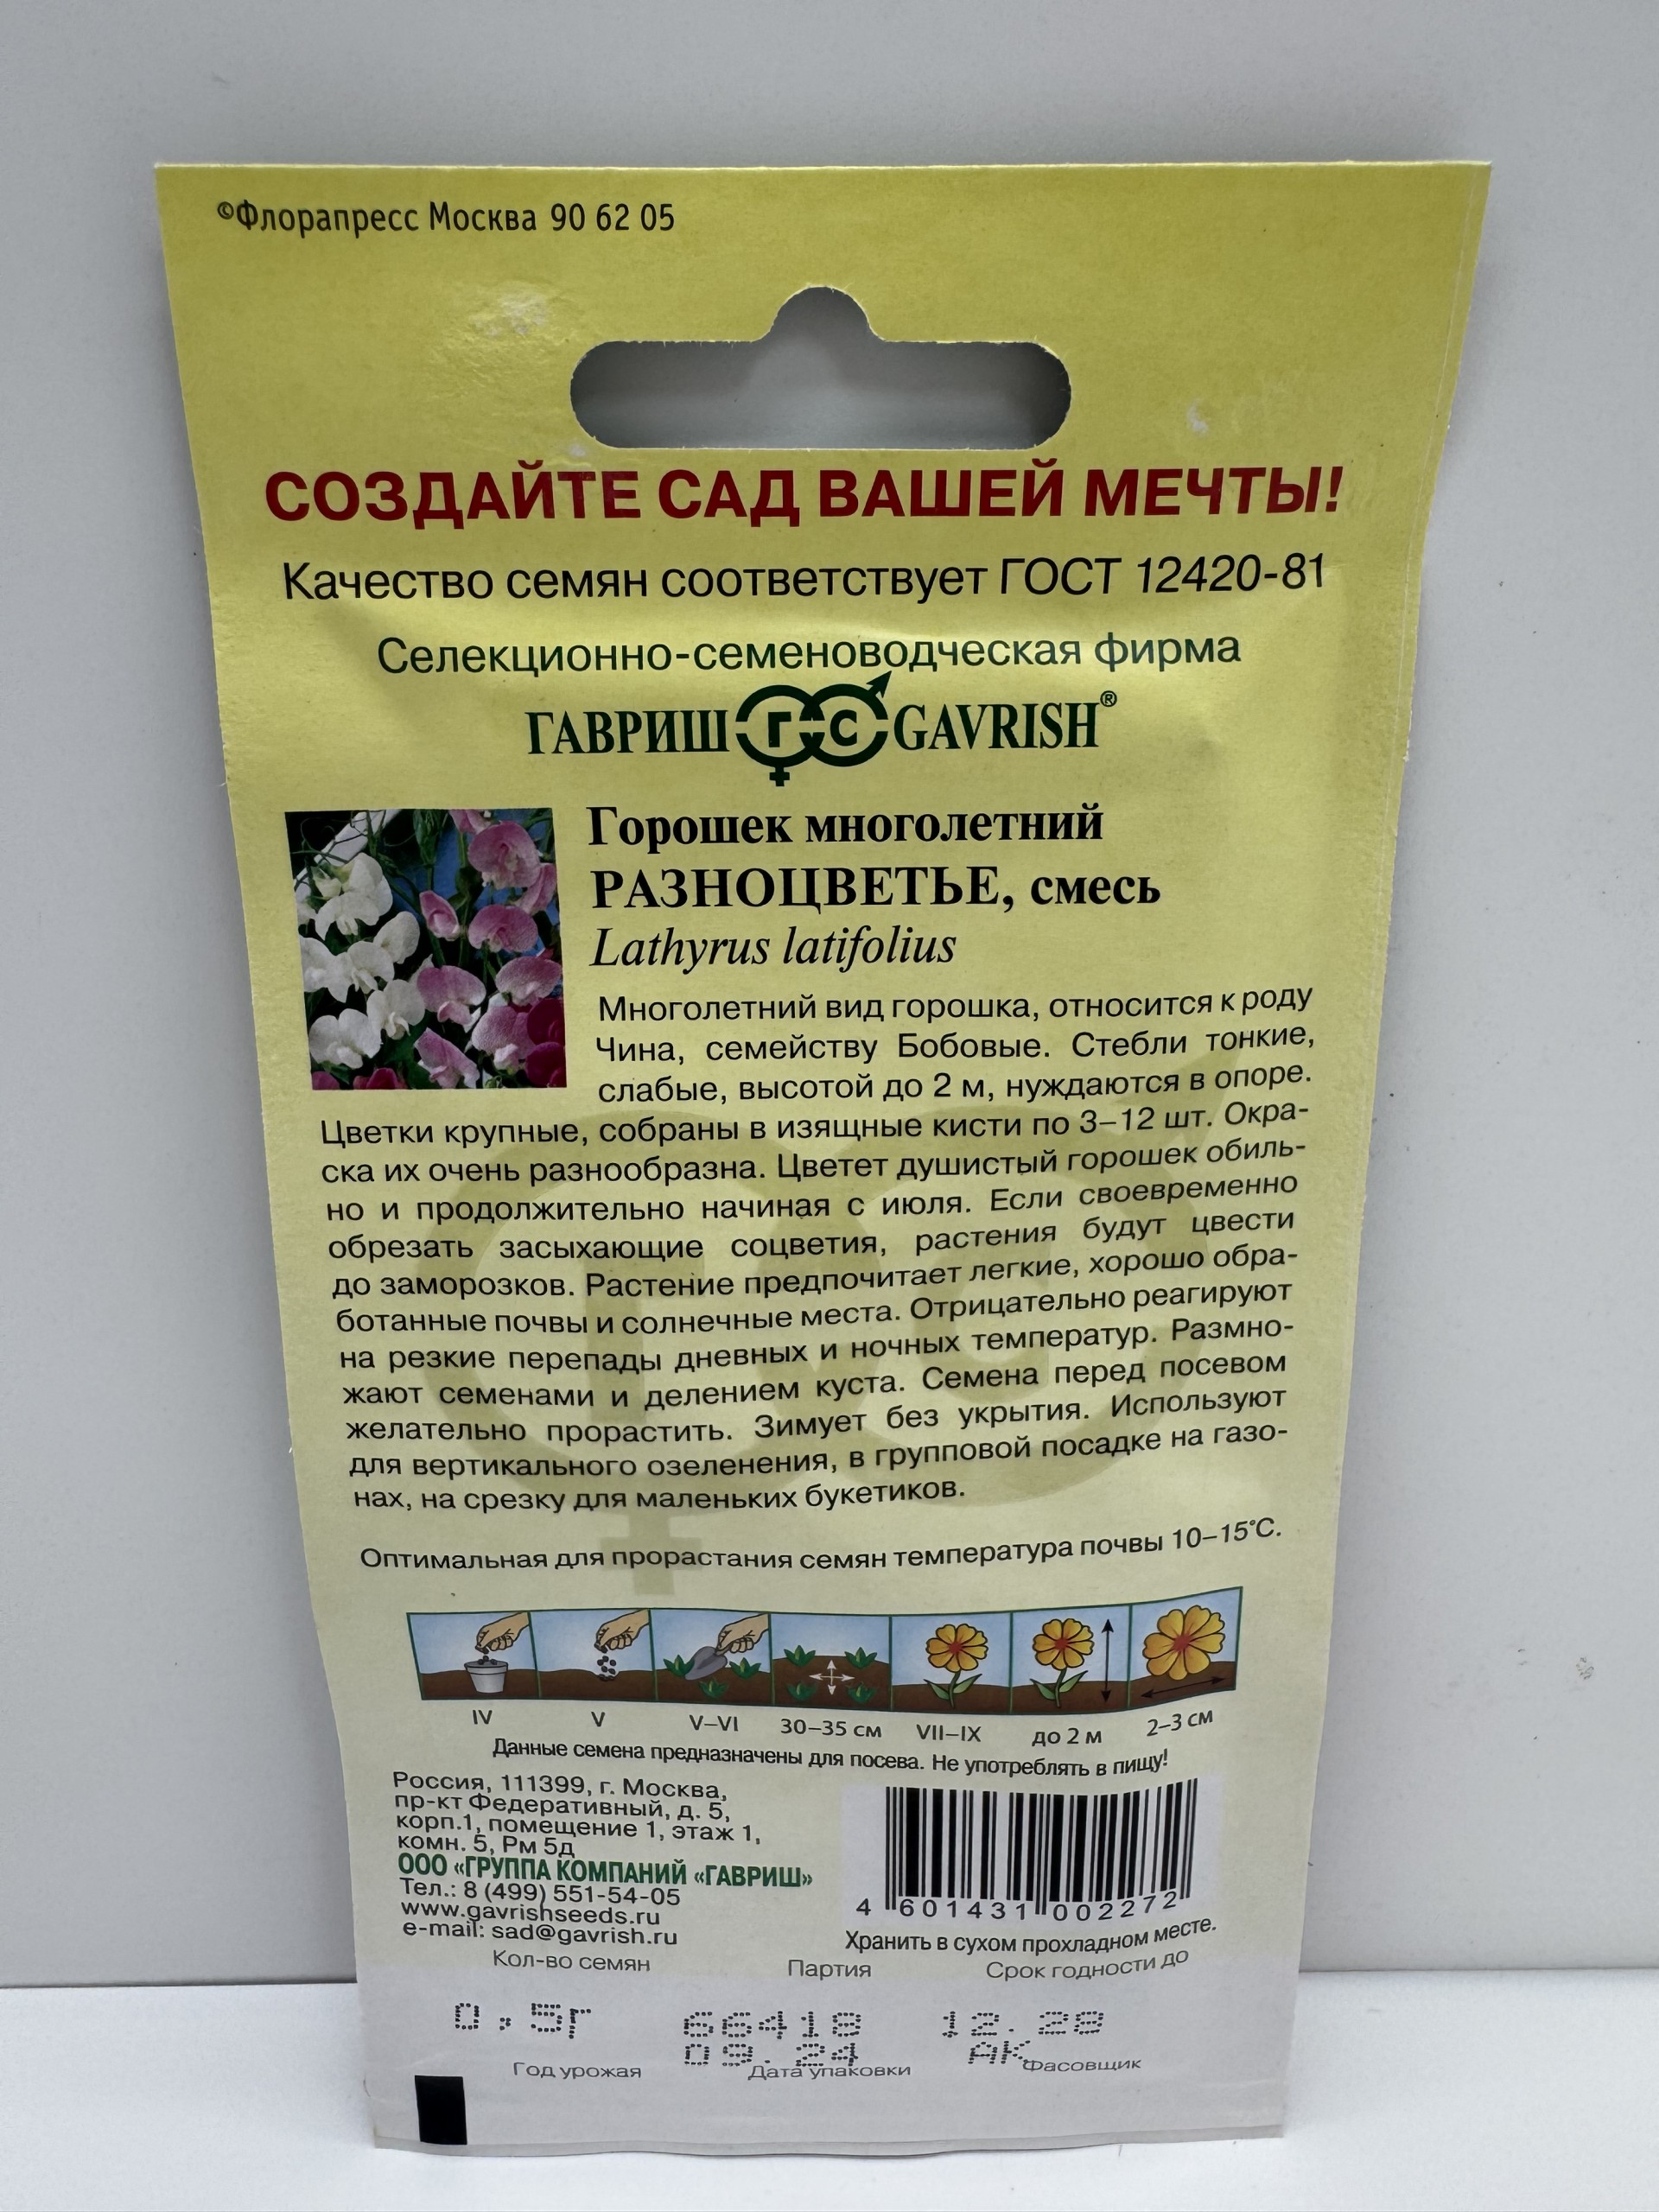 ©Флорапресс Москва 90 62 05
СОЗДАЙТЕ САД ВАШЕЙ МЕЧТЫ!
Качество семян соответствует ГОСТ 12420-81
Селекционно-семеноводческая фирма
ГАВРИШ ГС GAVRISH®
Горошек многолетний
РАЗНОЦВЕТЬЕ, смесь
Lathyrus latifolius
Многолетний вид горошка, относится к роду
Чина, семейству Бобовые. Стебли тонкие,
слабые, высотой до 2 м, нуждаются в опоре.
Цветки крупные, собраны в изящные кисти по 3–12 шт. Окра-
ска их очень разнообразна. Цветет душистый горошек обиль-
но и продолжительно начиная с июля. Если своевременно
обрезать засыхающие соцветия, растения будут цвести
до заморозков. Растение предпочитает легкие, хорошо обра-
ботанные почвы и солнечные места. Отрицательно реагируют
на резкие перепады дневных и ночных температур. Размно-
жают семенами и делением куста. Семена перед посевом
желательно прорастить. Зимует без укрытия. Используют
для вертикального озеленения, в групповой посадке на газо-
нах, на срезку для маленьких букетиков.
Оптимальная для прорастания семян температура почвы 10–15°С.
IV V V–VI 30–35 см VII–IX до 2 м 2–3 см
Данные семена предназначены для посева. Не употреблять в пищу!
Россия, 111399, г. Москва,
пр-кт Федеративный, д. 5,
корп.1, помещение 1, этаж 1,
комн. 5, Рм 5д
ООО «ГРУППА КОМПАНИЙ «ГАВРИШ»
Тел.: 8 (499) 551-54-05
www.gavrishseeds.ru
e-mail: sad@gavrish.ru
4 601431 002272
Хранить в сухом прохладном месте.
Кол-во семян Партия Срок годности до
0,5г 66418 12.28
09.24 АК
Год урожая Дата упаковки Фасовщик